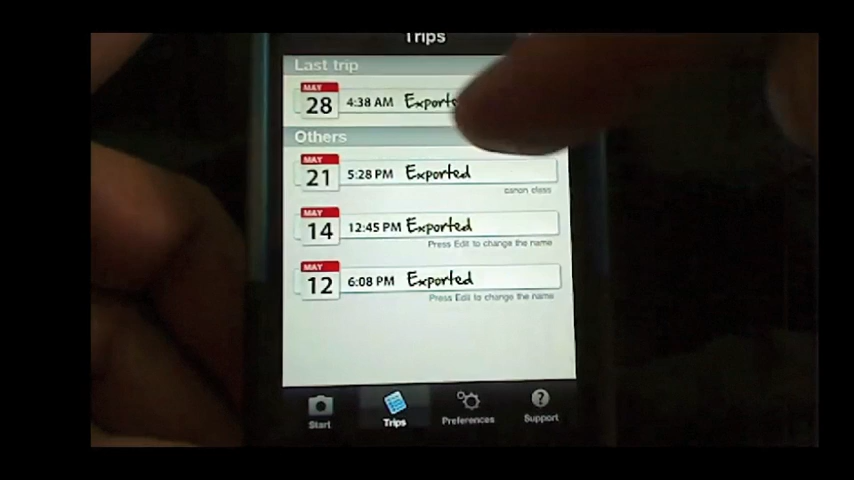 Trips
Last trip
MAY
28 4:38 AM
Others
MAY
21 5:28 PM Exported
canon class
MAY
14 12:45 PM Exported
Press Edit to change the name
MAY
12 6:08 PM Exported
Press Edit to change the name
Start Trips Preferences Support